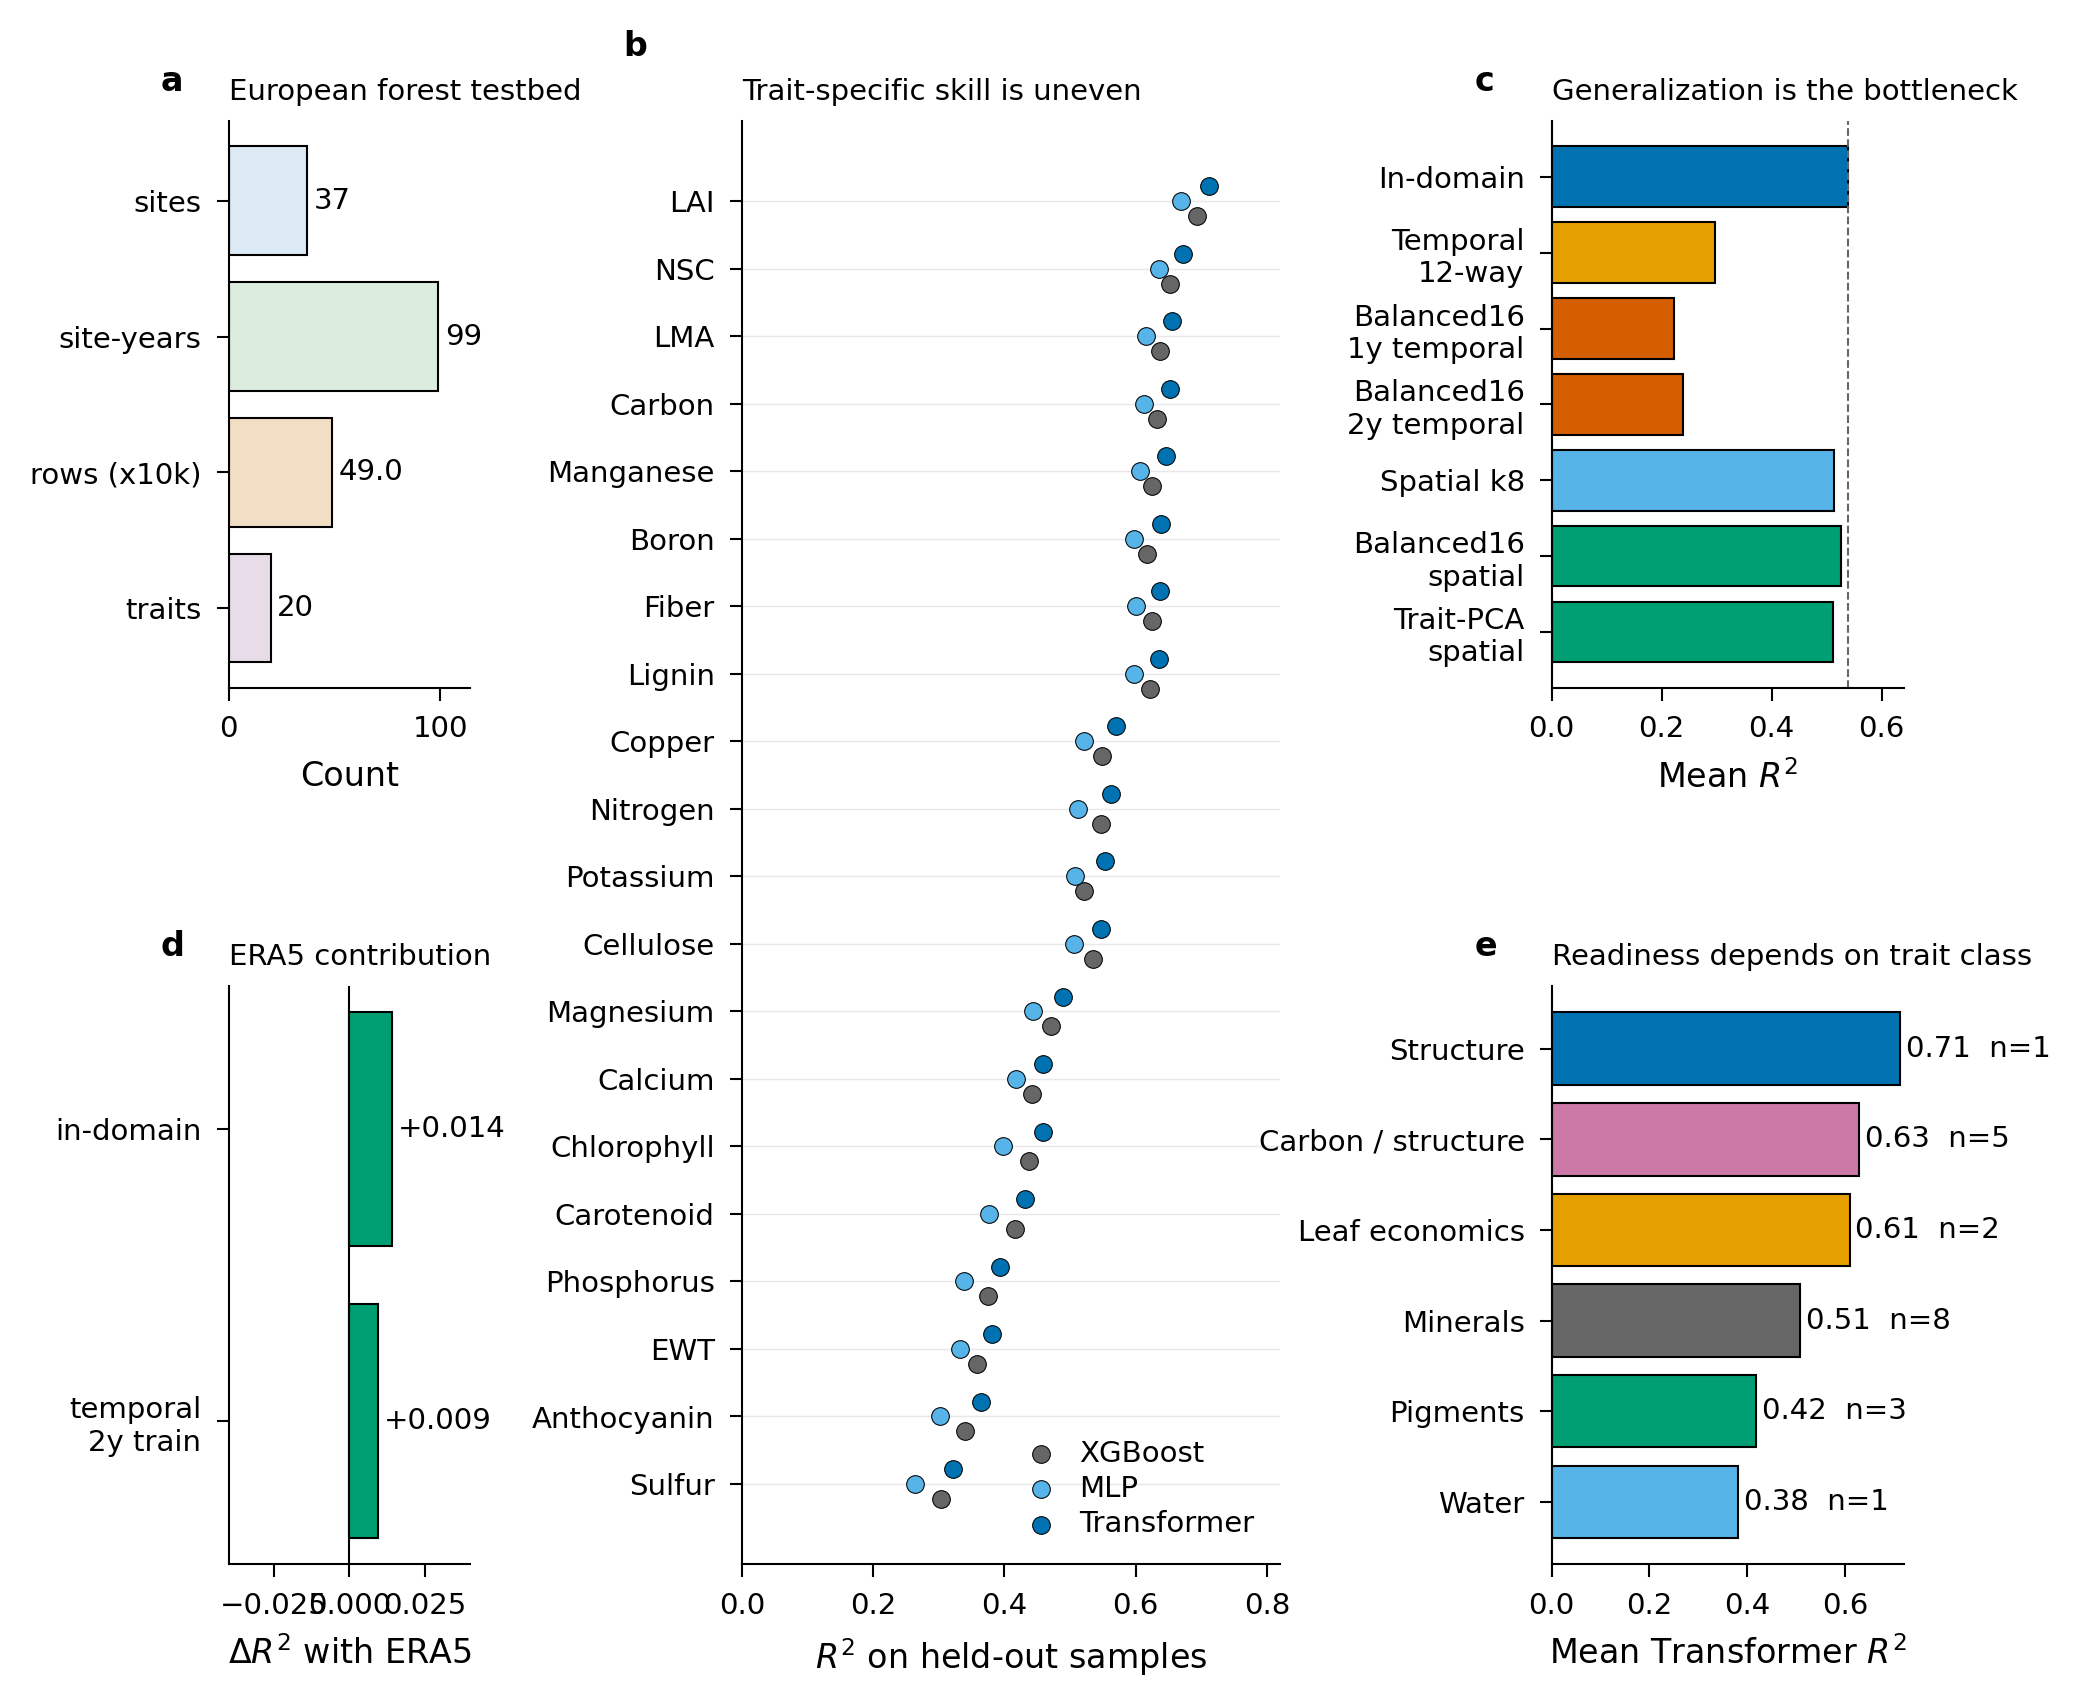 a
European forest testbed
sites
37
site-years
99
rows (x10k)
49.0
traits
20
0
100
Count
b
Trait-specific skill is uneven
LAI
NSC
LMA
Carbon
Manganese
Boron
Fiber
Lignin
Copper
Nitrogen
Potassium
Cellulose
Magnesium
Calcium
Chlorophyll
Carotenoid
Phosphorus
EWT
Anthocyanin
Sulfur
XGBoost
MLP
Transformer
0.0
0.2
0.4
0.6
0.8
R² on held-out samples
c
Generalization is the bottleneck
In-domain
Temporal
12-way
Balanced16
1y temporal
Balanced16
2y temporal
Spatial k8
Balanced16
spatial
Trait-PCA
spatial
0.0
0.2
0.4
0.6
Mean R²
d
ERA5 contribution
in-domain
+0.014
temporal
2y train
+0.009
−0.025
0.000
0.025
ΔR² with ERA5
e
Readiness depends on trait class
Structure
0.71 n=1
Carbon / structure
0.63 n=5
Leaf economics
0.61 n=2
Minerals
0.51 n=8
Pigments
0.42 n=3
Water
0.38 n=1
0.0
0.2
0.4
0.6
Mean Transformer R²